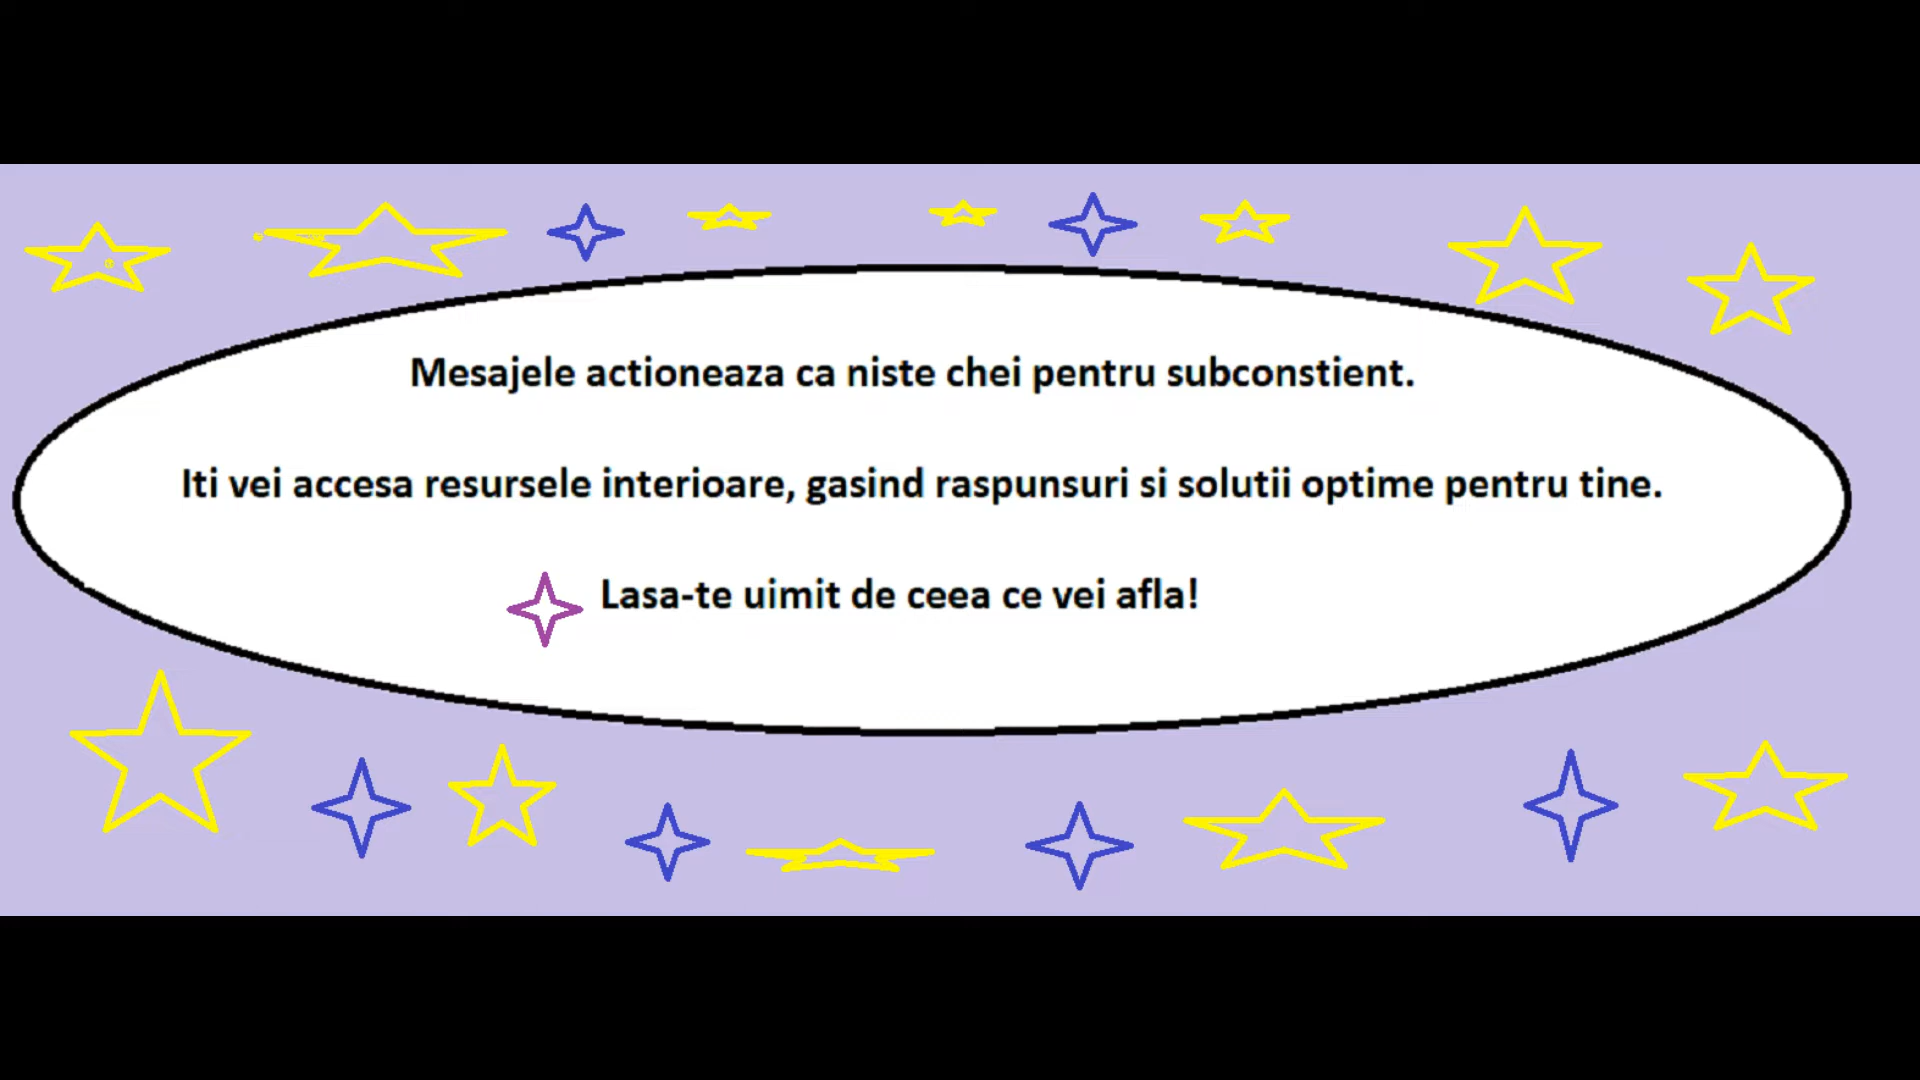 Mesajele actioneaza ca niste chei pentru subconstient.
Iti vei accesa resursele interioare, gasind raspunsuri si solutii optime pentru tine.
Lasa-te uimit de ceea ce vei afla!